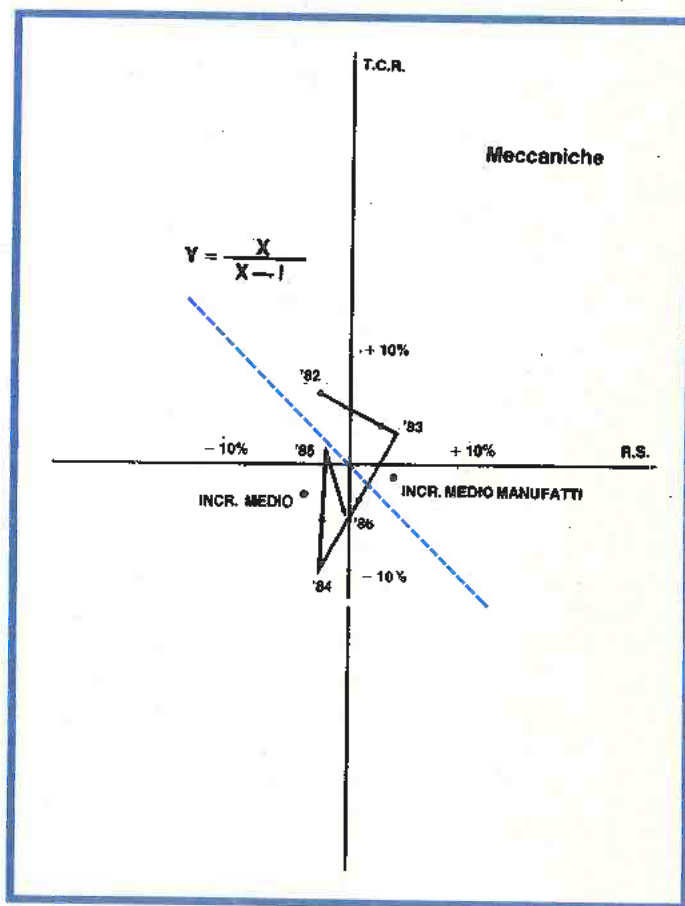 T.C.R.
Meccaniche
Y = X
X — 1
+ 10%
'82
'83
– 10%
'85
+ 10%
R.S.
INCR. MEDIO
INCR. MEDIO MANUFATTI
'86
'84
– 10%